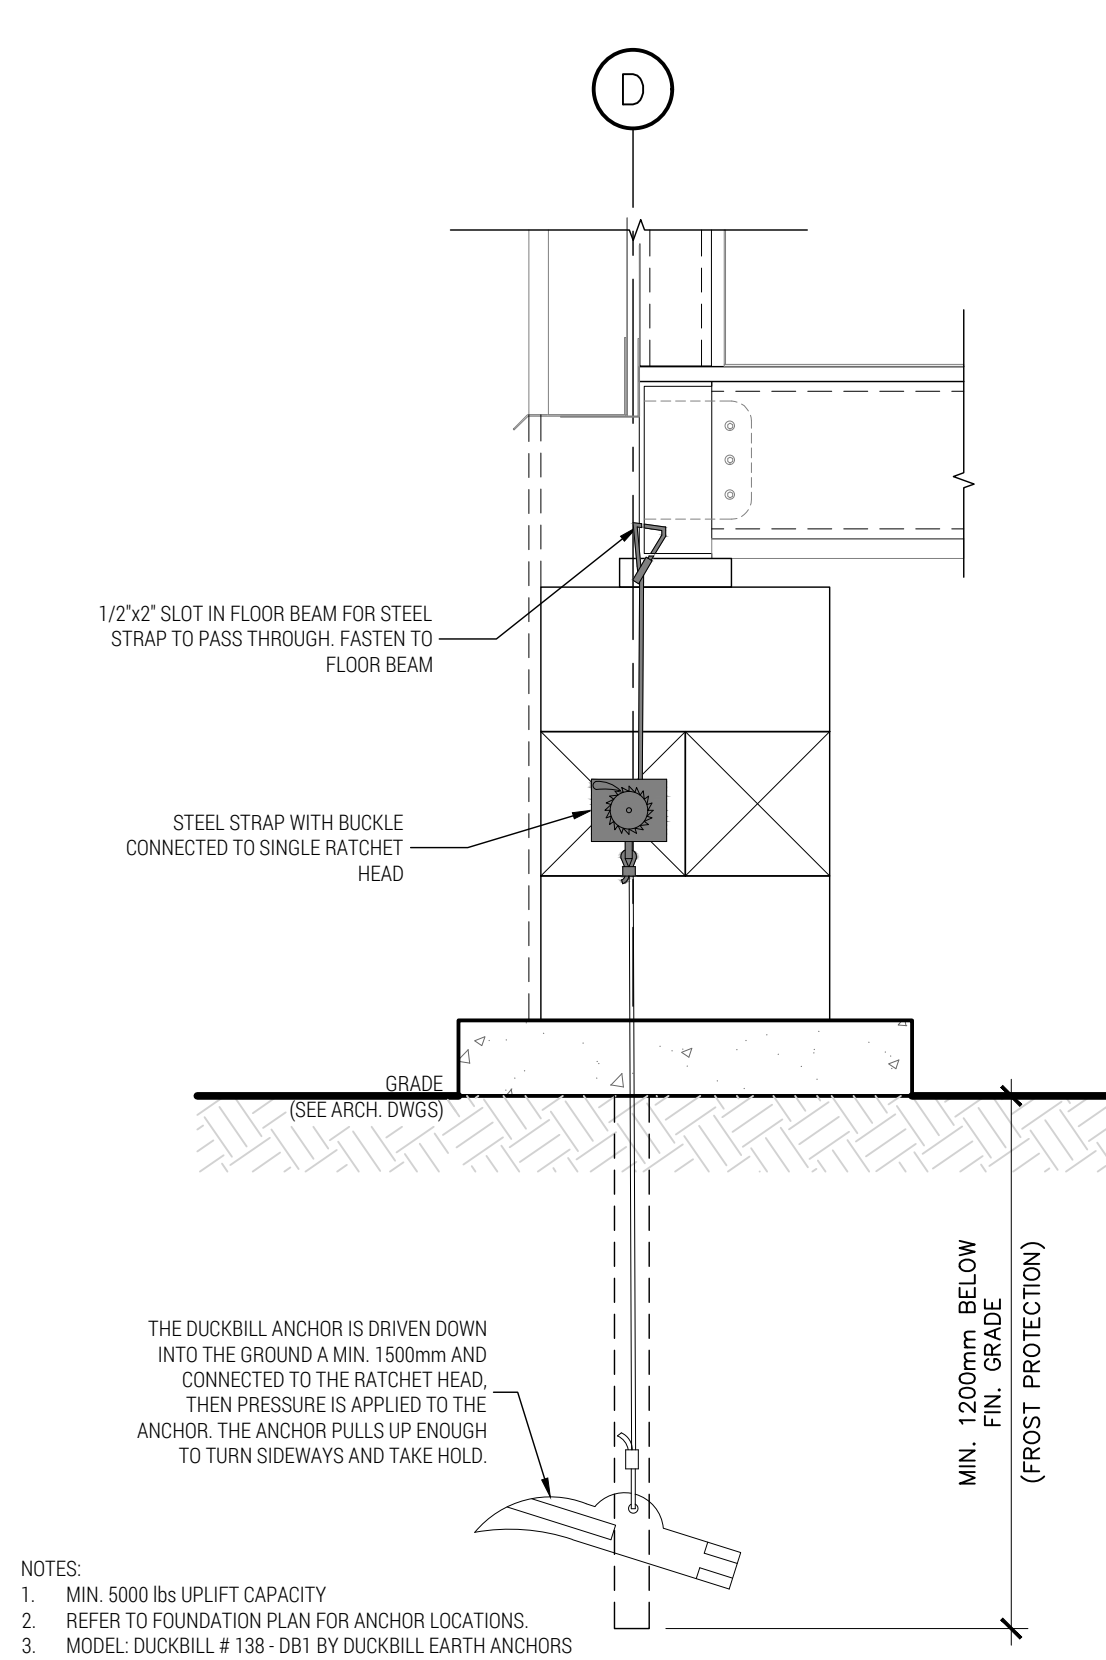 D
1/2"x2" SLOT IN FLOOR BEAM FOR STEEL
STRAP TO PASS THROUGH. FASTEN TO
FLOOR BEAM
STEEL STRAP WITH BUCKLE
CONNECTED TO SINGLE RATCHET
HEAD
GRADE
(SEE ARCH. DWGS)
MIN. 1200mm BELOW
FIN. GRADE
(FROST PROTECTION)
THE DUCKBILL ANCHOR IS DRIVEN DOWN
INTO THE GROUND A MIN. 1500mm AND
CONNECTED TO THE RATCHET HEAD,
THEN PRESSURE IS APPLIED TO THE
ANCHOR. THE ANCHOR PULLS UP ENOUGH
TO TURN SIDEWAYS AND TAKE HOLD.
NOTES:
1. MIN. 5000 lbs UPLIFT CAPACITY
2. REFER TO FOUNDATION PLAN FOR ANCHOR LOCATIONS.
3. MODEL: DUCKBILL # 138 - DB1 BY DUCKBILL EARTH ANCHORS